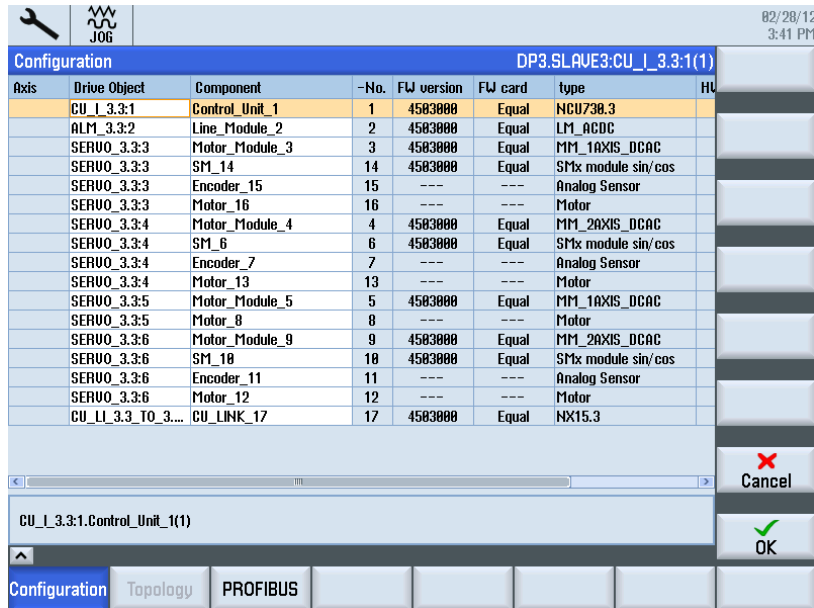 JOG
02/28/12
3:41 PM
Configuration DP3.SLAVE3:CU_I_3.3:1(1)
Axis Drive Object Component -No. FW version FW card type HW
CU_I_3.3:1 Control_Unit_1 1 4503000 Equal NCU730.3
ALM_3.3:2 Line_Module_2 2 4503000 Equal LM_ACDC
SERVO_3.3:3 Motor_Module_3 3 4503000 Equal MM_1AXIS_DCAC
SERVO_3.3:3 SM_14 14 4503000 Equal SMx module sin/cos
SERVO_3.3:3 Encoder_15 15 --- --- Analog Sensor
SERVO_3.3:3 Motor_16 16 --- --- Motor
SERVO_3.3:4 Motor_Module_4 4 4503000 Equal MM_2AXIS_DCAC
SERVO_3.3:4 SM_6 6 4503000 Equal SMx module sin/cos
SERVO_3.3:4 Encoder_7 7 --- --- Analog Sensor
SERVO_3.3:4 Motor_13 13 --- --- Motor
SERVO_3.3:5 Motor_Module_5 5 4503000 Equal MM_1AXIS_DCAC
SERVO_3.3:5 Motor_8 8 --- --- Motor
SERVO_3.3:6 Motor_Module_9 9 4503000 Equal MM_2AXIS_DCAC
SERVO_3.3:6 SM_10 10 4503000 Equal SMx module sin/cos
SERVO_3.3:6 Encoder_11 11 --- --- Analog Sensor
SERVO_3.3:6 Motor_12 12 --- --- Motor
CU_LI_3.3_TO_3.... CU_LINK_17 17 4503000 Equal NX15.3
Cancel
CU_I_3.3:1.Control_Unit_1(1)
OK
Configuration Topology PROFIBUS